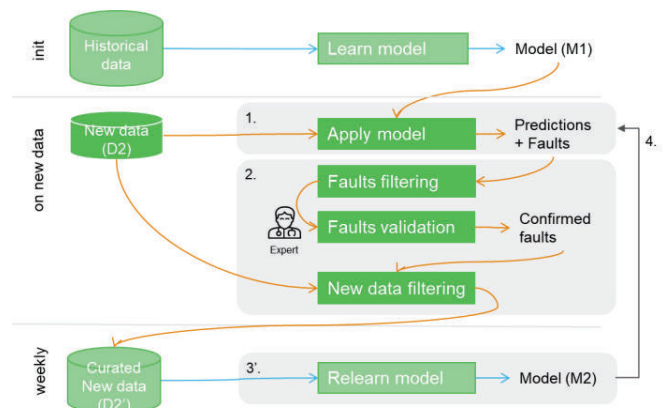 init
Historical
data
Learn model
Model (M1)
on new data
New data
(D2)
1.
Apply model
Predictions
+ Faults
4.
2.
Faults filtering
Expert
Faults validation
Confirmed
faults
New data filtering
weekly
Curated
New data
(D2')
3'.
Relearn model
Model (M2)